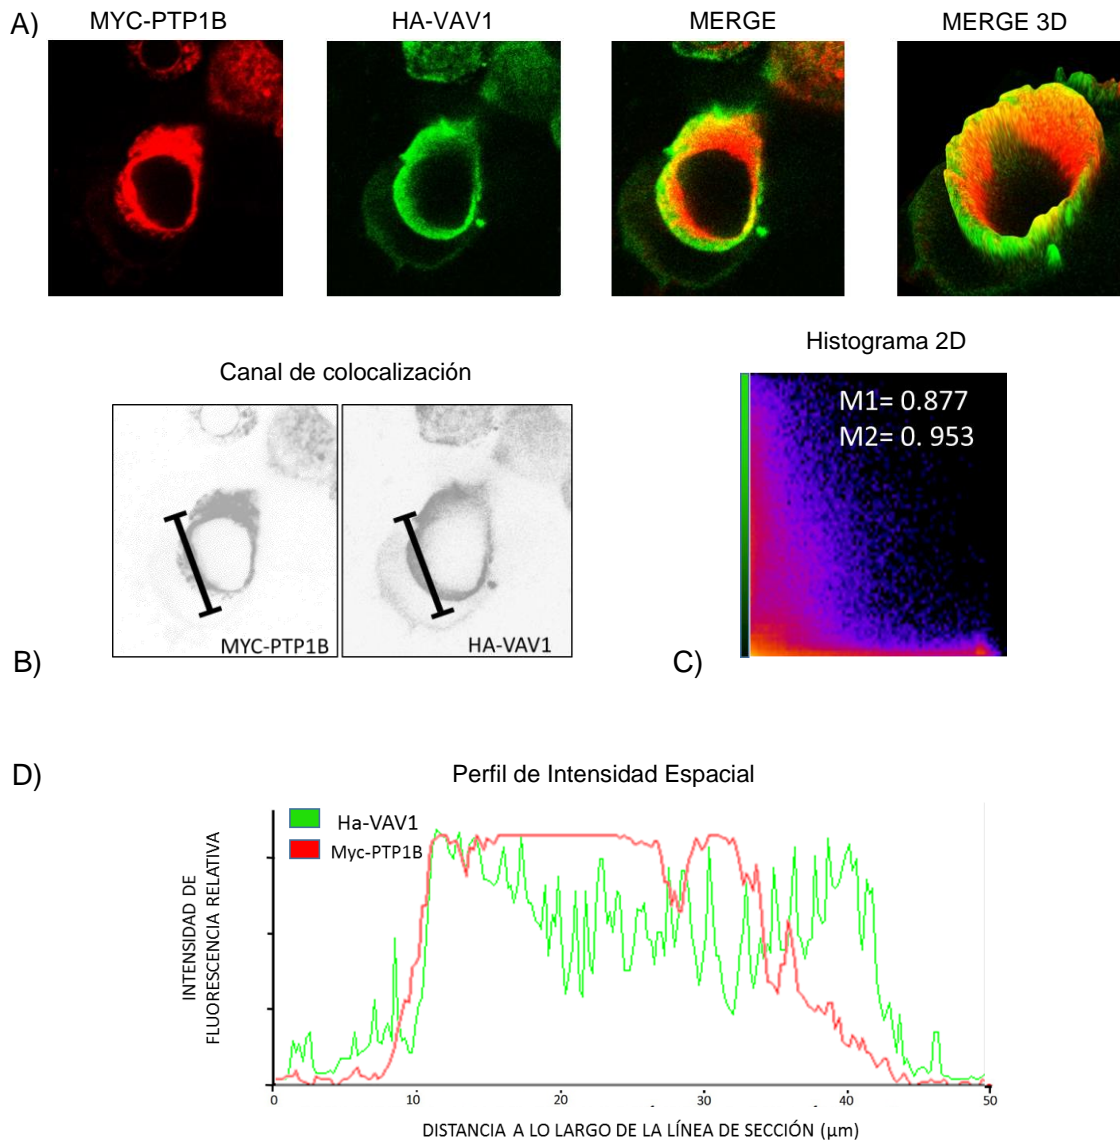 A)
MYC-PTP1B
HA-VAV1
MERGE
MERGE 3D
Canal de colocalización
MYC-PTP1B
HA-VAV1
B)
Histograma 2D
M1= 0.877
M2= 0. 953
C)
D)
Perfil de Intensidad Espacial
Ha-VAV1
Myc-PTP1B
INTENSIDAD DE
FLUORESCENCIA RELATIVA
0
10
20
30
40
50
DISTANCIA A LO LARGO DE LA LÍNEA DE SECCIÓN (µm)